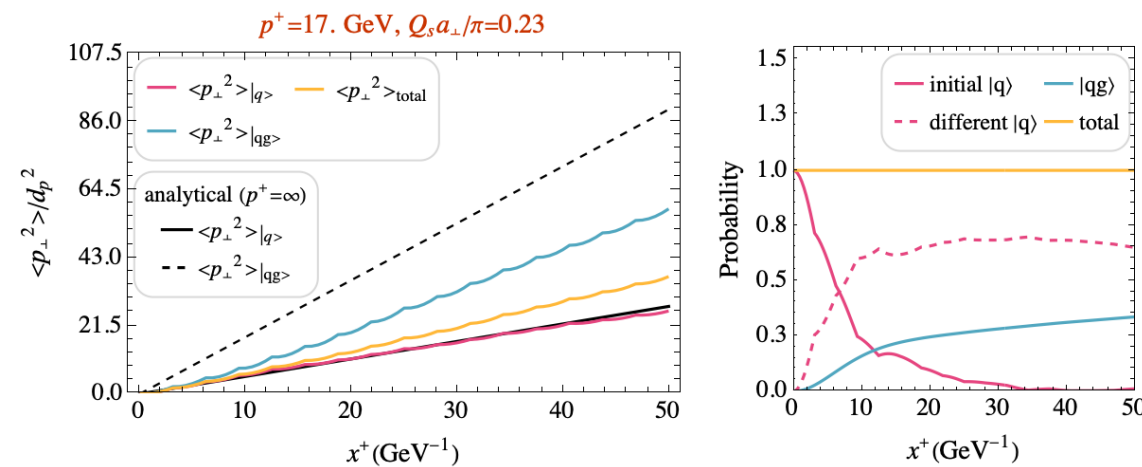 p⁺=17. GeV, Qₛa⊥/π=0.23
107.5
86.0
64.5
43.0
21.5
0.0
<p⊥²>/dₚ²
<p⊥²>|q> <p⊥²>total
<p⊥²>|qg>
analytical (p⁺=∞)
<p⊥²>|q>
<p⊥²>|qg>
0 10 20 30 40 50
x⁺(GeV⁻¹)
1.5
1.3
1.0
0.8
0.5
0.3
0.0
Probability
initial |q⟩ |qg⟩
different |q⟩ total
0 10 20 30 40 50
x⁺(GeV⁻¹)